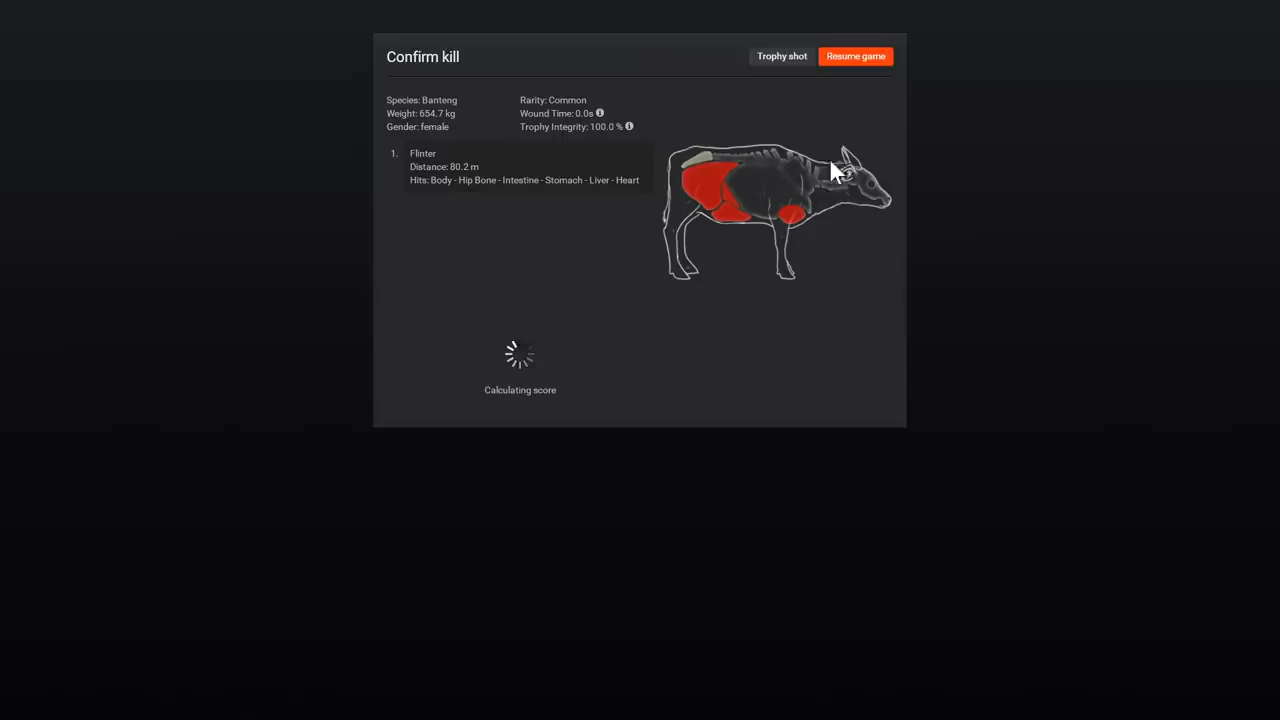 Confirm kill
Trophy shot
Resume game
Species: Banteng
Rarity: Common
Weight: 654.7 kg
Wound Time: 0.0s
Gender: female
Trophy Integrity: 100.0 %
1. Flinter
Distance: 80.2 m
Hits: Body - Hip Bone - Intestine - Stomach - Liver - Heart
Calculating score